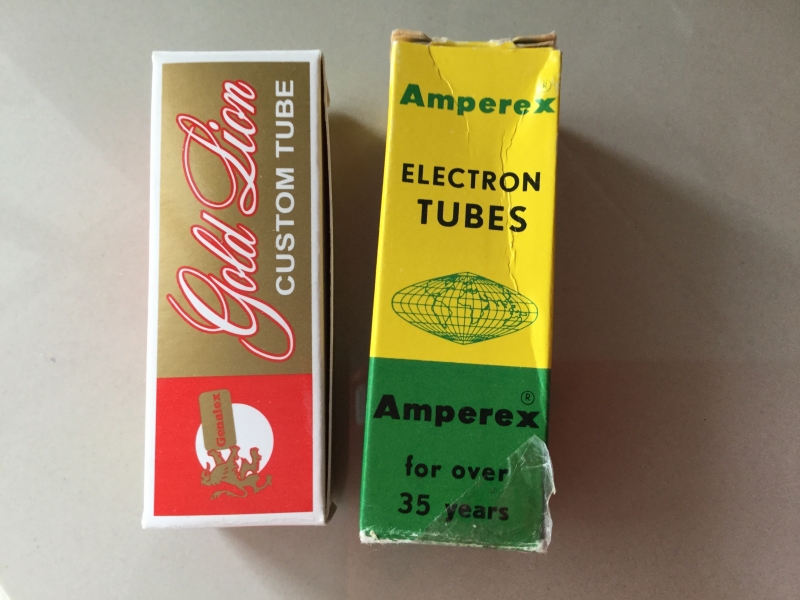 Gold Lion
CUSTOM TUBE
Genalex
Amperex
®
ELECTRON
TUBES
Amperex
®
for over
35 years